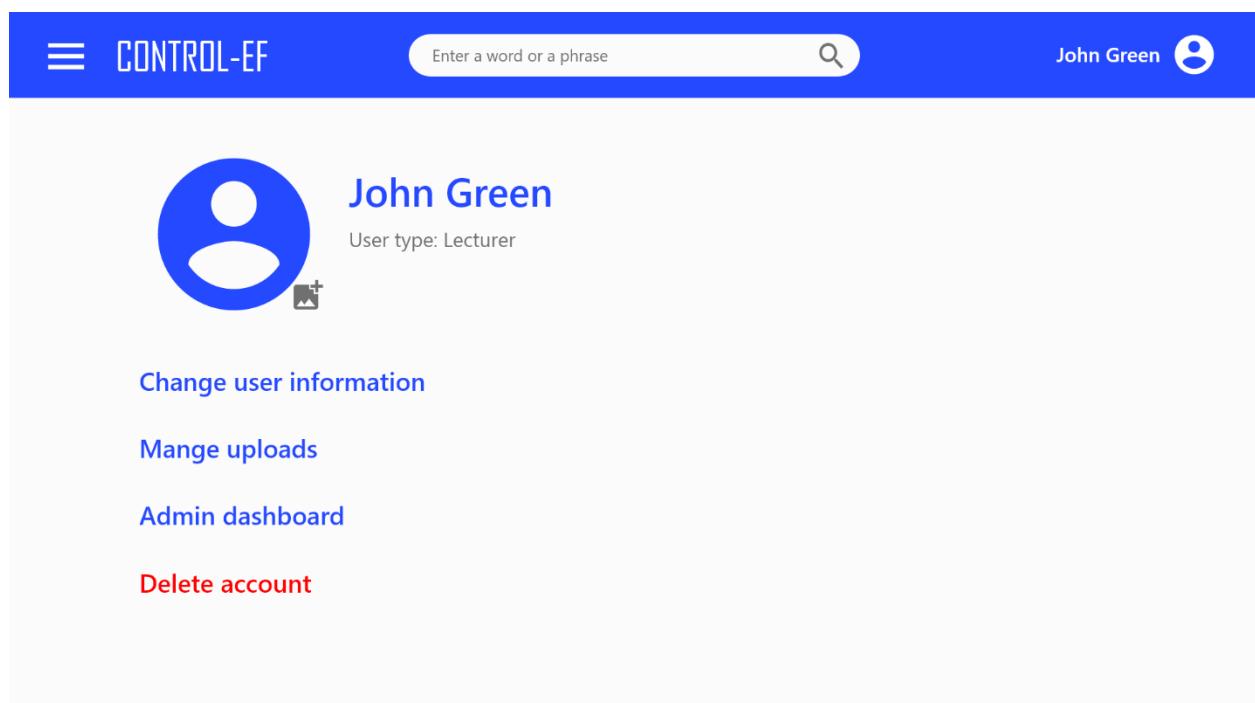 CONTROL-EF
Enter a word or a phrase
John Green
John Green
User type: Lecturer
Change user information
Mange uploads
Admin dashboard
Delete account